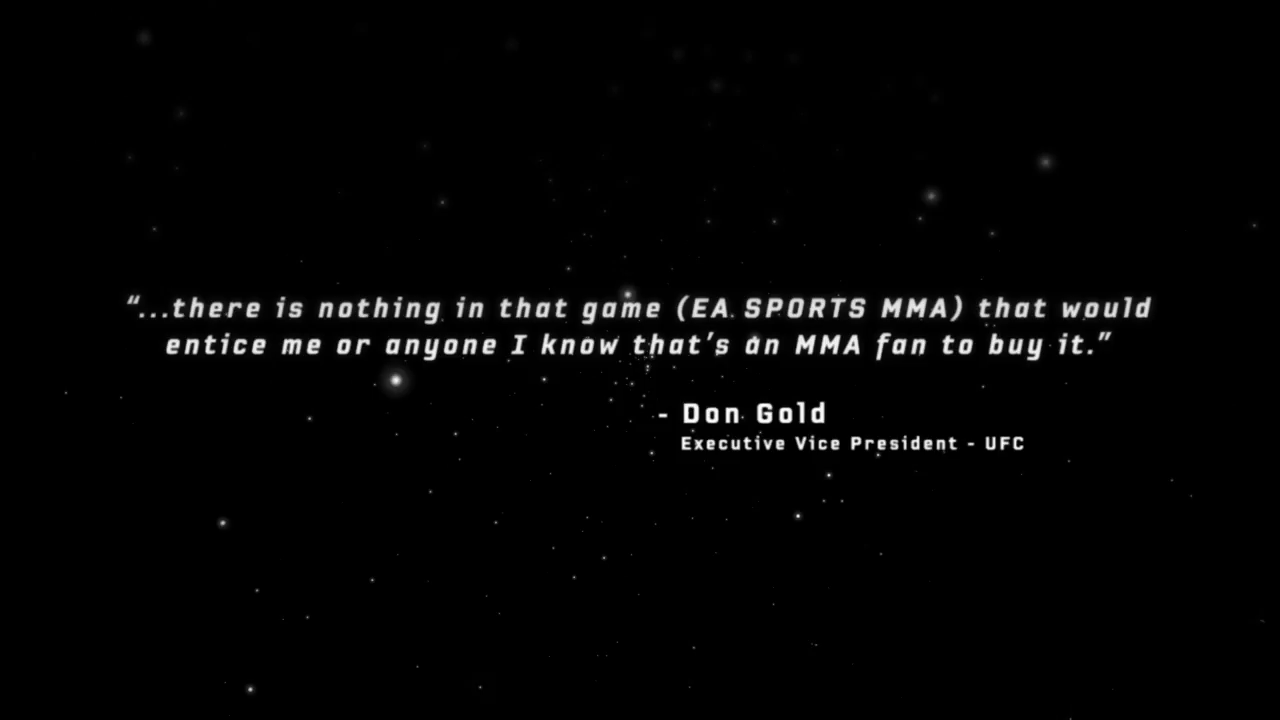 “...there is nothing in that game (EA SPORTS MMA) that would
entice me or anyone I know that’s an MMA fan to buy it.”
- Don Gold
Executive Vice President - UFC